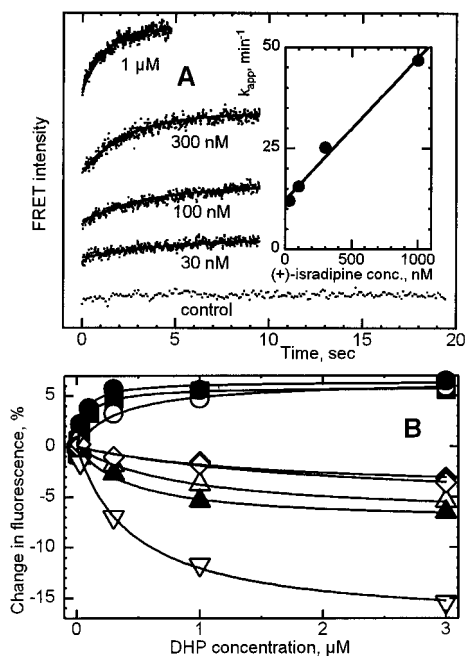 A
1 µM
300 nM
100 nM
30 nM
control
FRET intensity
0
5
10
15
20
Time, sec
k_app, min⁻¹
50
25
0
0
500
1000
(+)-isradipine conc., nM
B
Change in fluorescence, %
5
0
-5
-10
-15
0
1
2
3
DHP concentration, µM